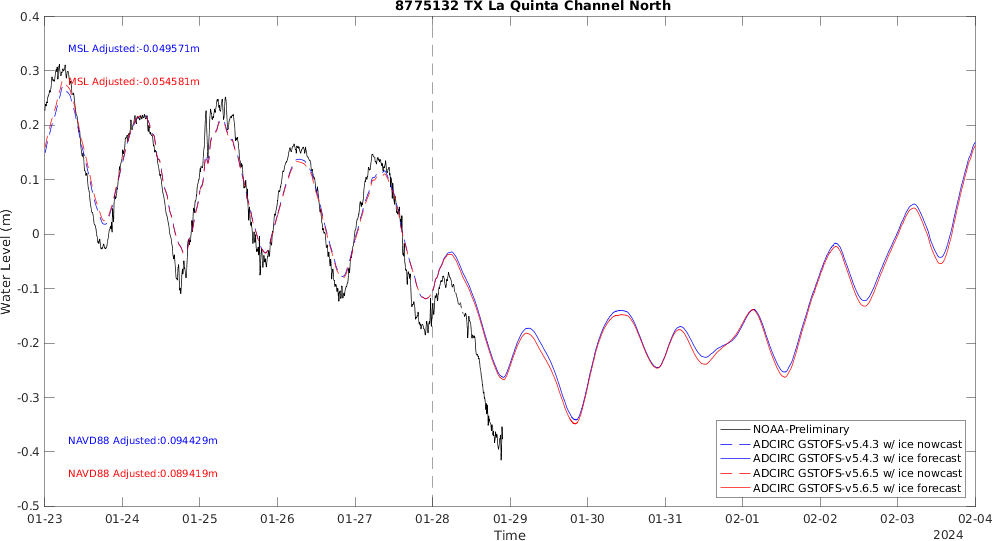 8775132 TX La Quinta Channel North
0.4
0.3
0.2
0.1
0
-0.1
-0.2
-0.3
-0.4
-0.5
Water Level (m)
MSL Adjusted:-0.049571m
MSL Adjusted:-0.054581m
NAVD88 Adjusted:0.094429m
NAVD88 Adjusted:0.089419m
NOAA-Preliminary
ADCIRC GSTOFS-v5.4.3 w/ ice nowcast
ADCIRC GSTOFS-v5.4.3 w/ ice forecast
ADCIRC GSTOFS-v5.6.5 w/ ice nowcast
ADCIRC GSTOFS-v5.6.5 w/ ice forecast
01-23 01-24 01-25 01-26 01-27 01-28 01-29 01-30 01-31 02-01 02-02 02-03 02-04
Time
2024